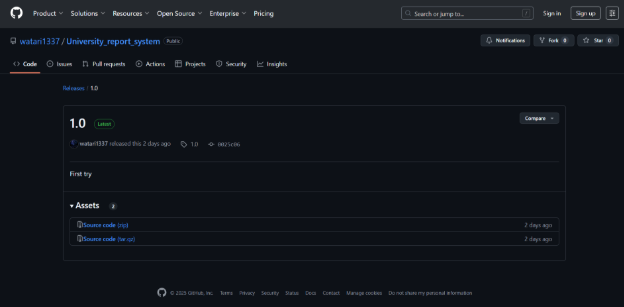 Product Solutions Resources Open Source Enterprise Pricing Search or jump to... / Sign in Sign up
watari1337 / University_report_system Public Notifications Fork 0 Star 0
Code Issues Pull requests Actions Projects Security Insights
Releases / 1.0
1.0 Latest Compare
watari1337 released this 2 days ago 1.0
First try
Assets 2
Source code (zip) 2 days ago
Source code (tar.gz) 2 days ago
© 2025 GitHub, Inc. Terms Privacy Security Status Docs Contact Manage cookies Do not share my personal information